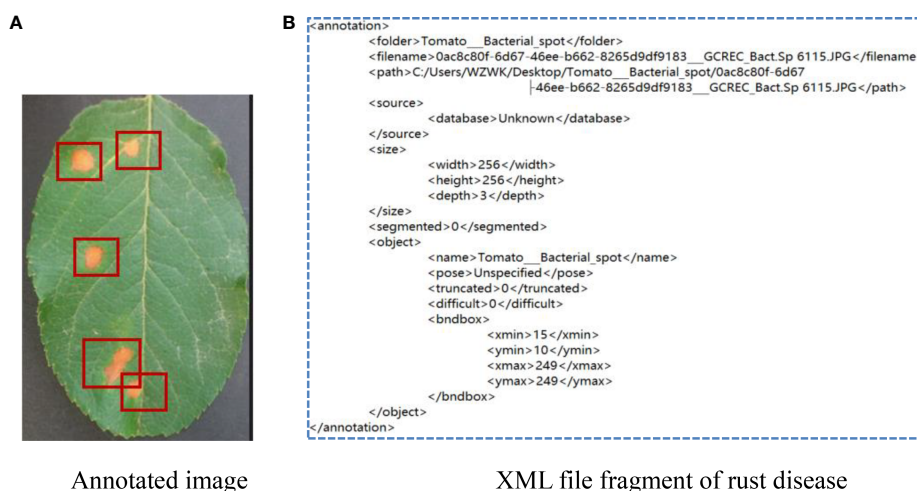 A
B
<annotation>
<folder>Tomato___Bacterial_spot</folder>
<filename>0ac8c80f-6d67-46ee-b662-8265d9df9183___GCREC_Bact.Sp 6115.JPG</filename>
<path>C:/Users/WZWK/Desktop/Tomato___Bacterial_spot/0ac8c80f-6d67
-46ee-b662-8265d9df9183___GCREC_Bact.Sp 6115.JPG</path>
<source>
<database>Unknown</database>
</source>
<size>
<width>256</width>
<height>256</height>
<depth>3</depth>
</size>
<segmented>0</segmented>
<object>
<name>Tomato___Bacterial_spot</name>
<pose>Unspecified</pose>
<truncated>0</truncated>
<difficult>0</difficult>
<bndbox>
<xmin>15</xmin>
<ymin>10</ymin>
<xmax>249</xmax>
<ymax>249</ymax>
</bndbox>
</object>
</annotation>
Annotated image
XML file fragment of rust disease